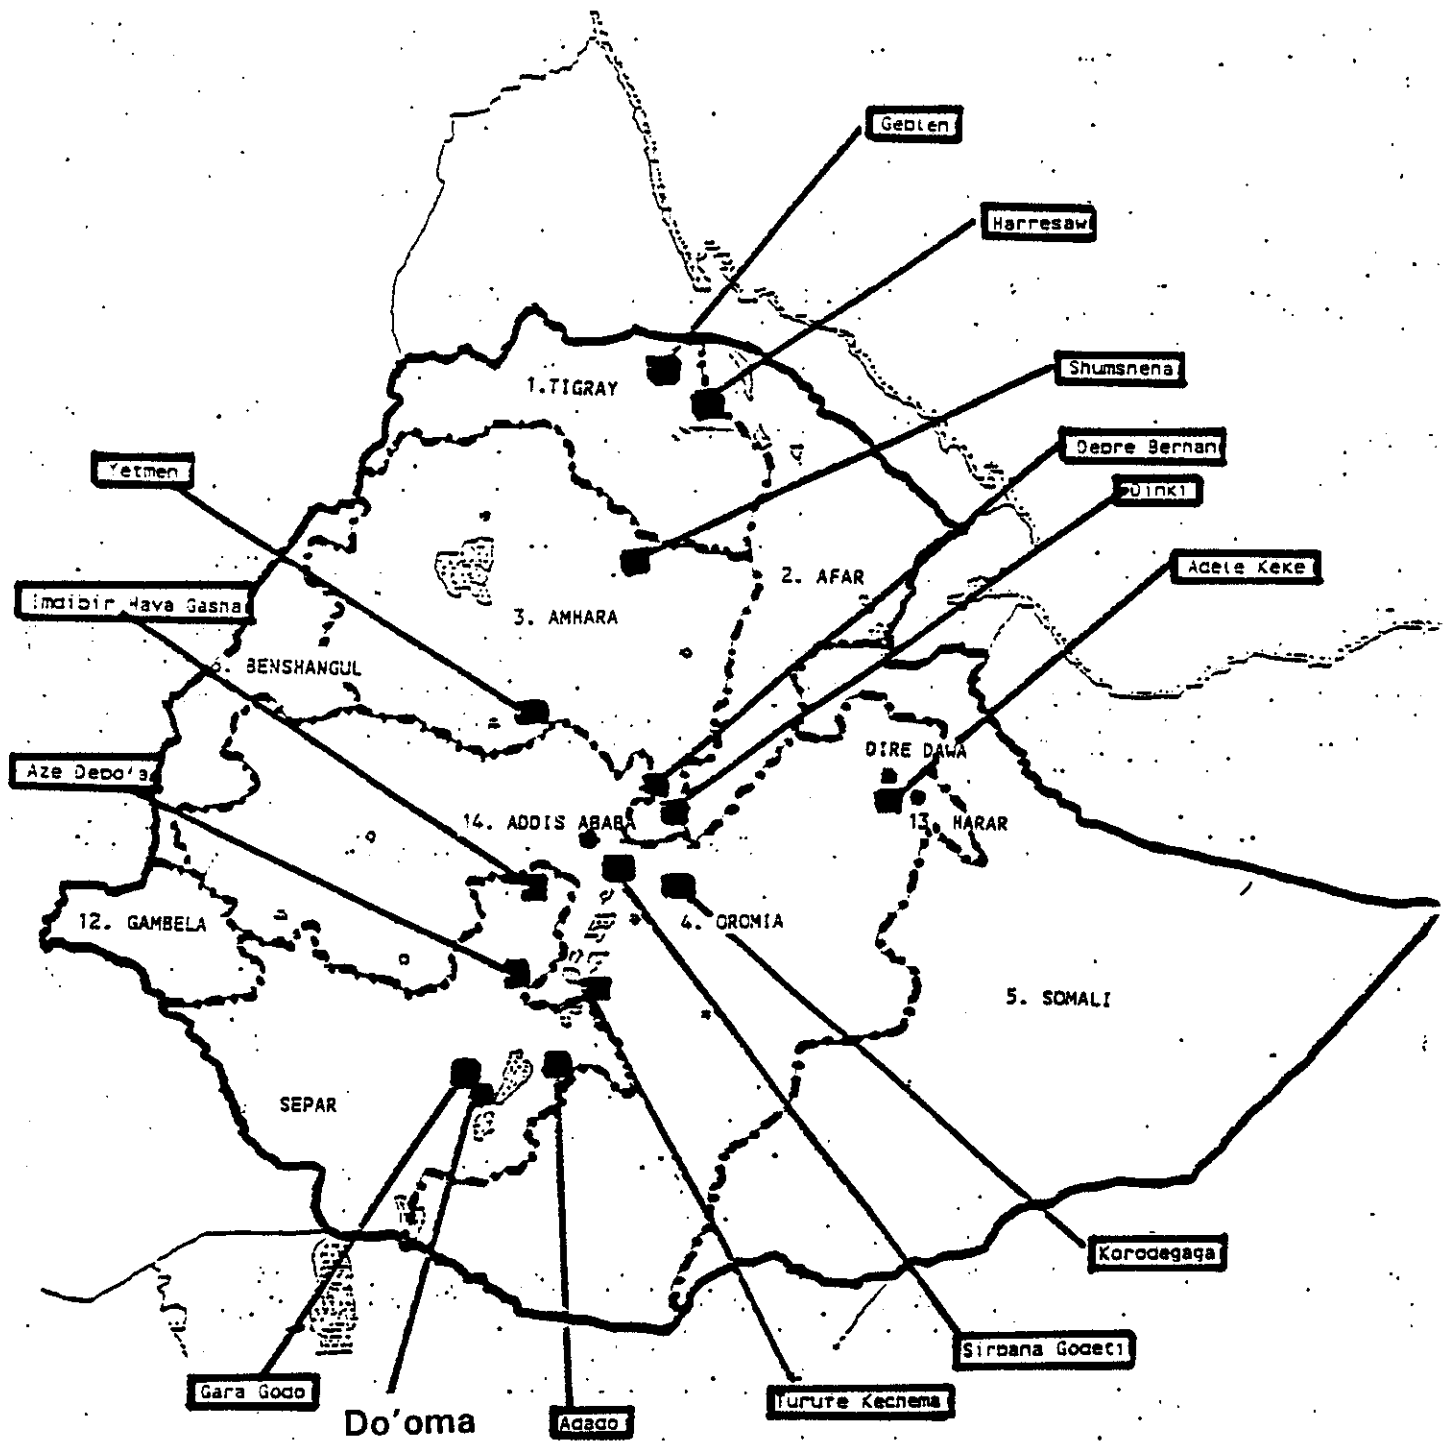 Geblen
Harresaw
1.TIGRAY
Shumshena
Debre Berhan
Yetmen
Dinki
Adele Keke
2. AFAR
Imdibir Haya Gasha
3. AMHARA
6. BENSHANGUL
DIRE DAWA
Aze Debo'a
14. ADDIS ABABA
13. HARAR
12. GAMBELA
4. OROMIA
5. SOMALI
SEPAR
Korodegaga
Sirbana Godeti
Gara Godo
Turufe Kechema
Do'oma
Adado